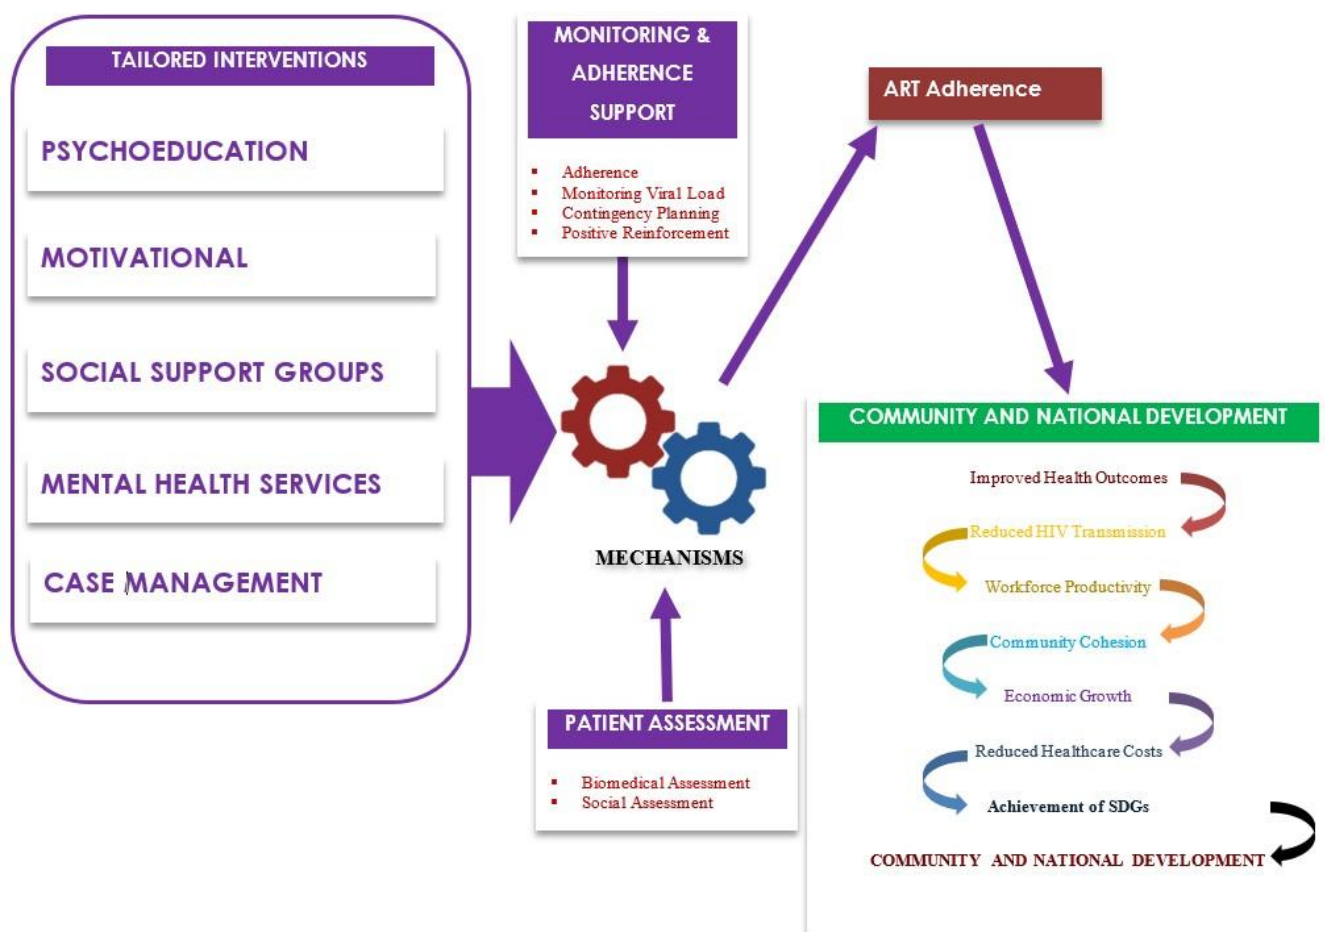 TAILORED INTERVENTIONS
PSYCHOEDUCATION
MOTIVATIONAL
SOCIAL SUPPORT GROUPS
MENTAL HEALTH SERVICES
CASE MANAGEMENT
MONITORING &
ADHERENCE
SUPPORT
▪ Adherence
▪ Monitoring Viral Load
▪ Contingency Planning
▪ Positive Reinforcement
MECHANISMS
PATIENT ASSESSMENT
▪ Biomedical Assessment
▪ Social Assessment
ART Adherence
COMMUNITY AND NATIONAL DEVELOPMENT
Improved Health Outcomes
Reduced HIV Transmission
Workforce Productivity
Community Cohesion
Economic Growth
Reduced Healthcare Costs
Achievement of SDGs
COMMUNITY AND NATIONAL DEVELOPMENT